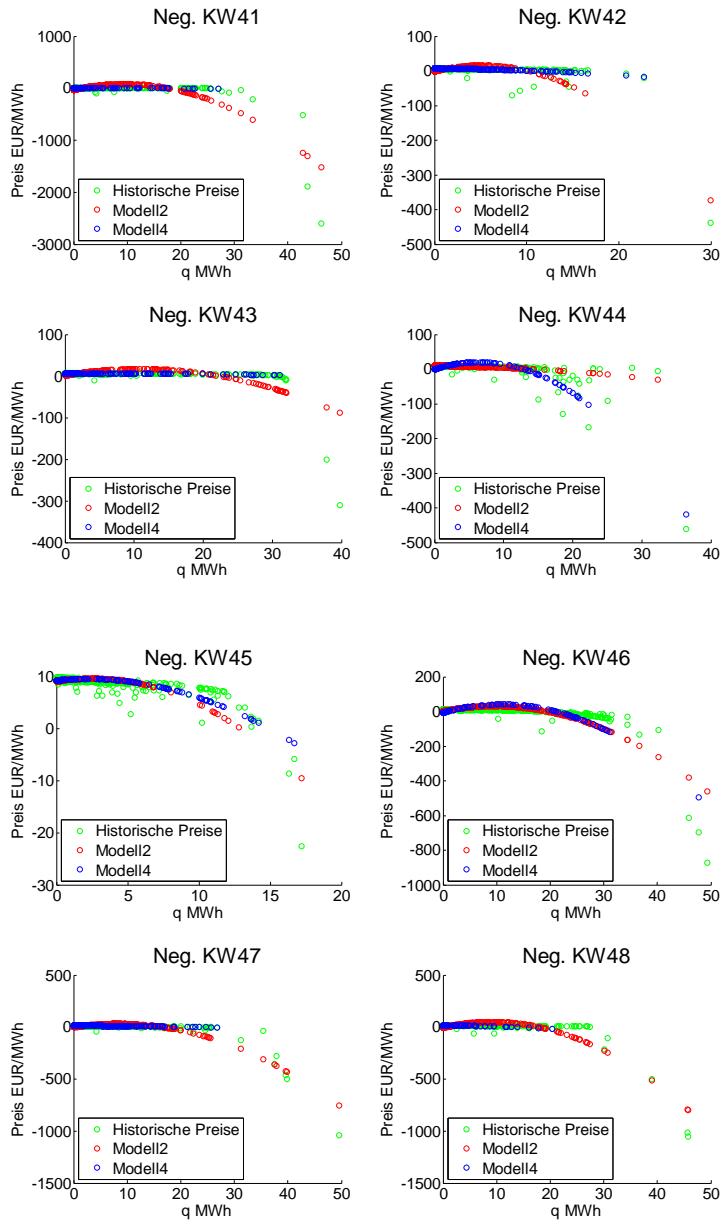 Neg. KW41
1000
0
-1000
-2000
-3000
0 10 20 30 40 50
Preis EUR/MWh
q MWh
Historische Preise
Modell2
Modell4
Neg. KW42
100
0
-100
-200
-300
-400
-500
0 10 20 30
Preis EUR/MWh
q MWh
Historische Preise
Modell2
Modell4
Neg. KW43
100
0
-100
-200
-300
-400
0 10 20 30 40
Preis EUR/MWh
q MWh
Historische Preise
Modell2
Modell4
Neg. KW44
100
0
-100
-200
-300
-400
-500
0 10 20 30 40
Preis EUR/MWh
q MWh
Historische Preise
Modell2
Modell4
Neg. KW45
10
0
-10
-20
-30
0 5 10 15 20
Preis EUR/MWh
q MWh
Historische Preise
Modell2
Modell4
Neg. KW46
200
0
-200
-400
-600
-800
-1000
0 10 20 30 40 50
Preis EUR/MWh
q MWh
Historische Preise
Modell2
Modell4
Neg. KW47
500
0
-500
-1000
-1500
0 10 20 30 40 50
Preis EUR/MWh
q MWh
Historische Preise
Modell2
Modell4
Neg. KW48
500
0
-500
-1000
-1500
0 10 20 30 40 50
Preis EUR/MWh
q MWh
Historische Preise
Modell2
Modell4